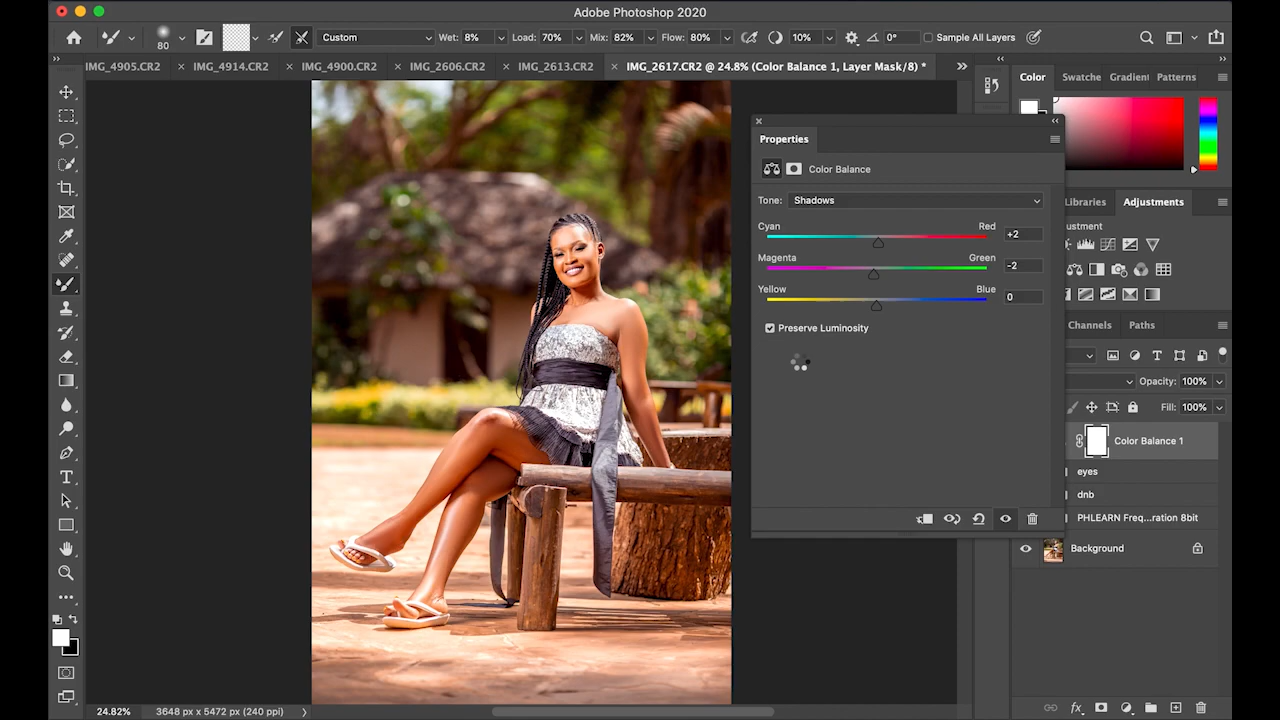 Adobe Photoshop 2020
80
Custom
Wet: 8%
Load: 70%
Mix: 82%
Flow: 80%
10%
0°
Sample All Layers
IMG_4905.CR2
× IMG_4914.CR2
× IMG_4900.CR2
× IMG_2606.CR2
× IMG_2613.CR2
× IMG_2617.CR2 @ 24.8% (Color Balance 1, Layer Mask/8) *
Color
Swatche
Gradien
Patterns
Properties
Color Balance
Tone: Shadows
Cyan Red +2
Magenta Green -2
Yellow Blue 0
Preserve Luminosity
Libraries
Adjustments
ustment
Channels
Paths
Opacity: 100%
Fill: 100%
Color Balance 1
eyes
dnb
PHLEARN Freq...ration 8bit
Background
24.82%
3648 px x 5472 px (240 ppi)